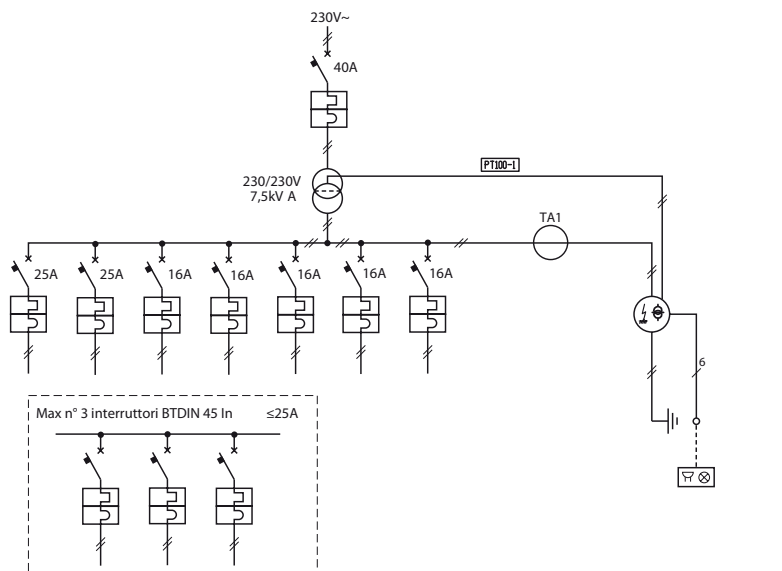 230V~
40A
PT100-1
230/230V
7,5kV A
TA1
25A
25A
16A
16A
16A
16A
16A
6
Max n° 3 interruttori BTDIN 45 In ≤25A